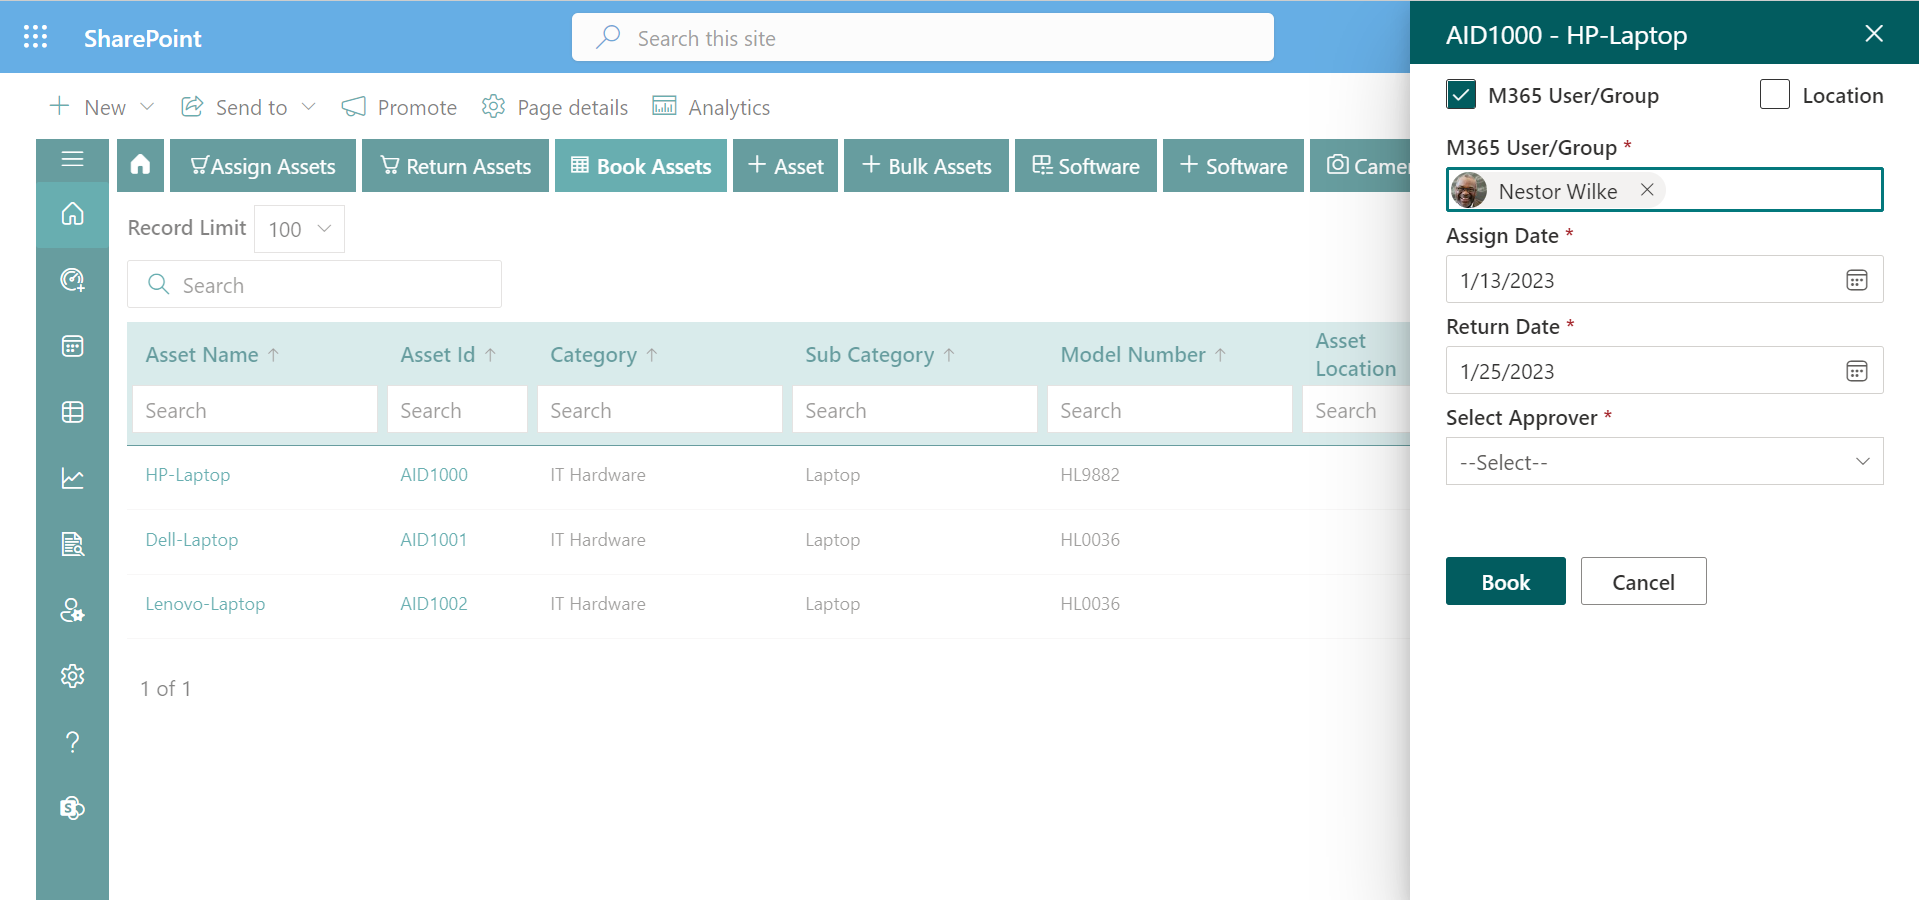 SharePoint
Search this site
New
Send to
Promote
Page details
Analytics
Assign Assets
Return Assets
Book Assets
+ Asset
+ Bulk Assets
Software
+ Software
Record Limit
100
Search
Asset Name ↑
Asset Id ↑
Category ↑
Sub Category ↑
Model Number ↑
Asset
Location
Search
Search
Search
Search
Search
Search
HP-Laptop
AID1000
IT Hardware
Laptop
HL9882
Dell-Laptop
AID1001
IT Hardware
Laptop
HL0036
Lenovo-Laptop
AID1002
IT Hardware
Laptop
HL0036
1 of 1
AID1000 - HP-Laptop
M365 User/Group
Location
M365 User/Group *
Nestor Wilke
Assign Date *
1/13/2023
Return Date *
1/25/2023
Select Approver *
--Select--
Book
Cancel